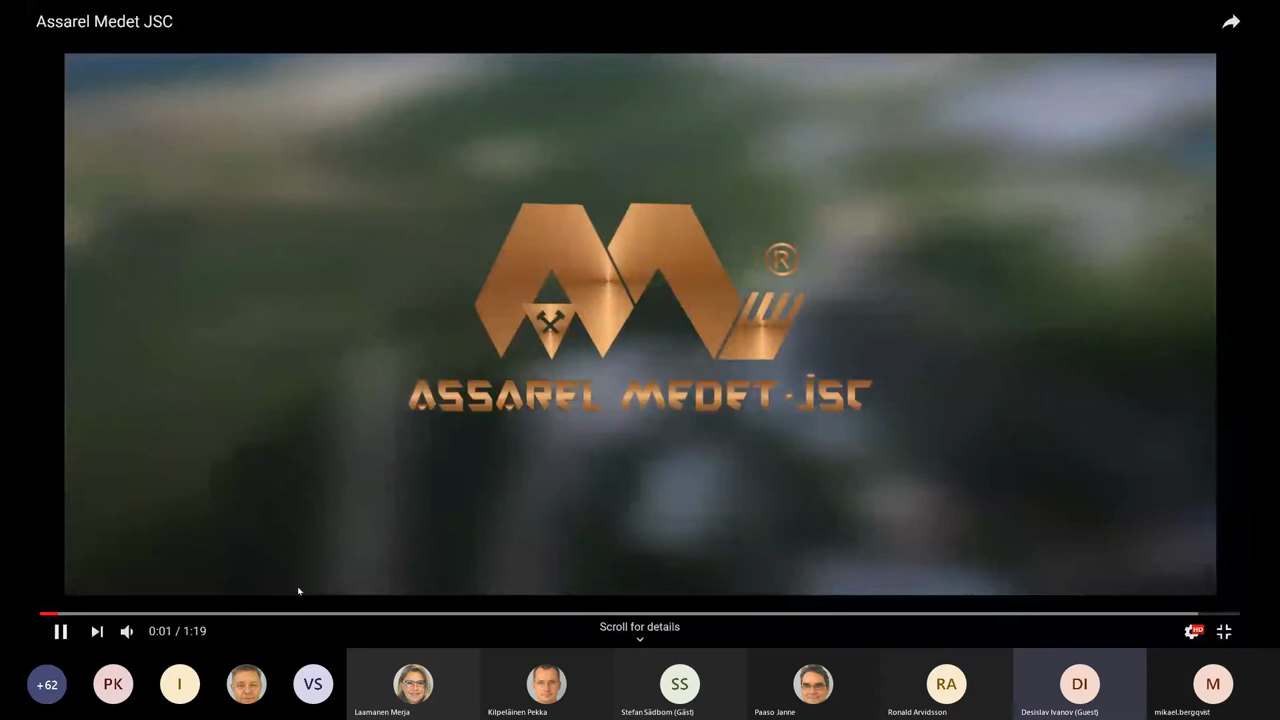 Assarel Medet JSC
®
ASSAREL MEDET·JSC
0:01 / 1:19
Scroll for details
HD
+62
PK
I
VS
Laamanen Merja
Kilpeläinen Pekka
SS
Stefan Sädbom (Gäst)
Paaso Janne
RA
Ronald Arvidsson
DI
Desislav Ivanov (Guest)
M
mikael.bergqvist